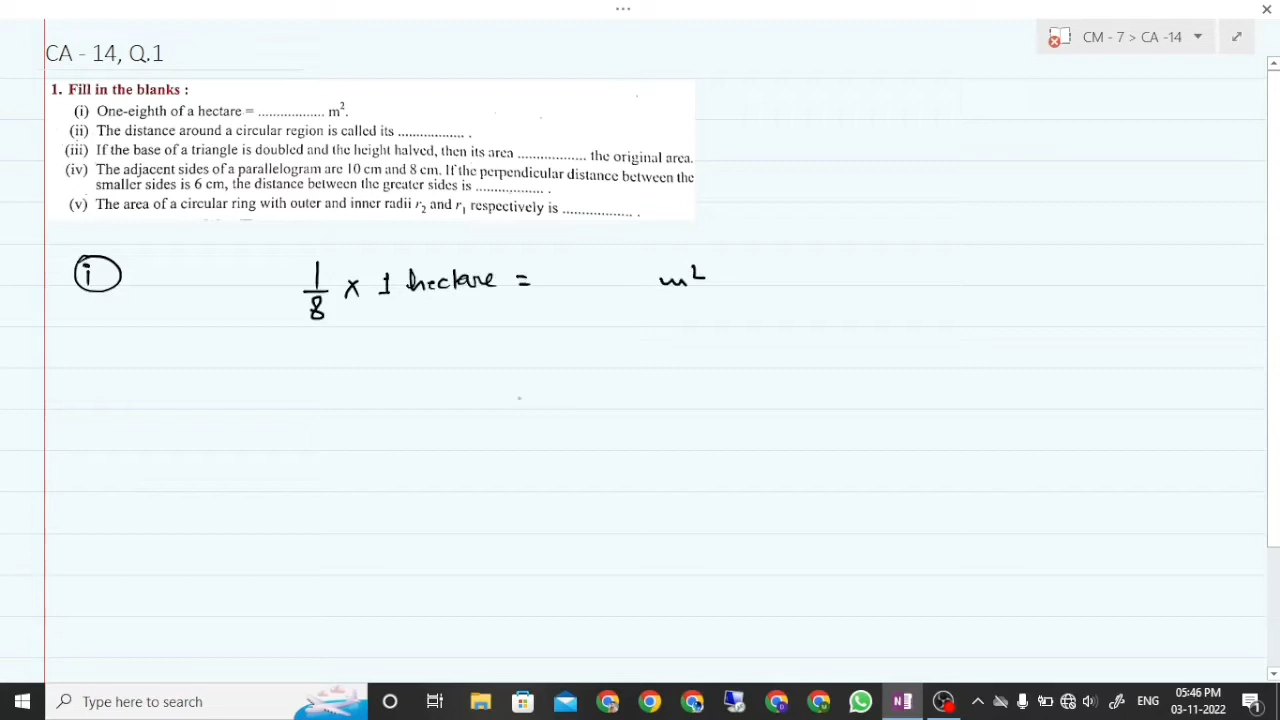 CM - 7 > CA -14
CA - 14, Q.1
1. Fill in the blanks :
(i) One-eighth of a hectare = .................. m².
(ii) The distance around a circular region is called its .................. .
(iii) If the base of a triangle is doubled and the height halved, then its area .................. the original area.
(iv) The adjacent sides of a parallelogram are 10 cm and 8 cm. If the perpendicular distance between the
smaller sides is 6 cm, the distance between the greater sides is .................. .
(v) The area of a circular ring with outer and inner radii r₂ and r₁ respectively is .................. .
(i) 1/8 × 1 hectare = m²
Type here to search
ENG
05:46 PM
03-11-2022
1